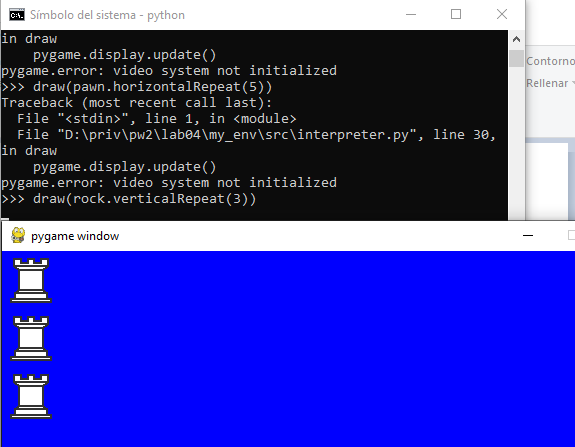 Símbolo del sistema - python
in draw
    pygame.display.update()
pygame.error: video system not initialized
>>> draw(pawn.horizontalRepeat(5))
Traceback (most recent call last):
  File "<stdin>", line 1, in <module>
  File "D:\priv\pw2\lab04\my_env\src\interpreter.py", line 30,
in draw
    pygame.display.update()
pygame.error: video system not initialized
>>> draw(rock.verticalRepeat(3))
Contorno
Rellenar
pygame window